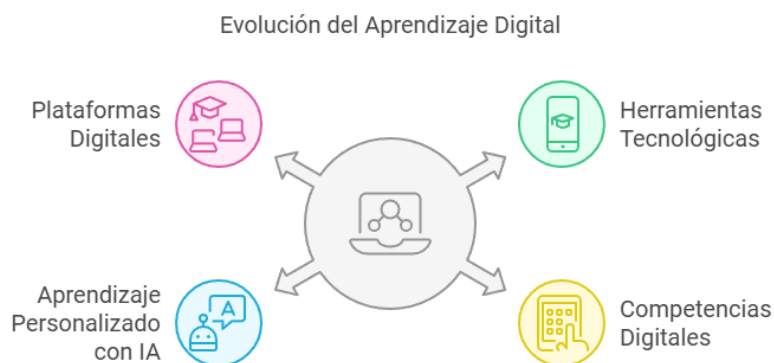 Evolución del Aprendizaje Digital
Plataformas
Digitales
Herramientas
Tecnológicas
A
Aprendizaje
Personalizado
con IA
Competencias
Digitales